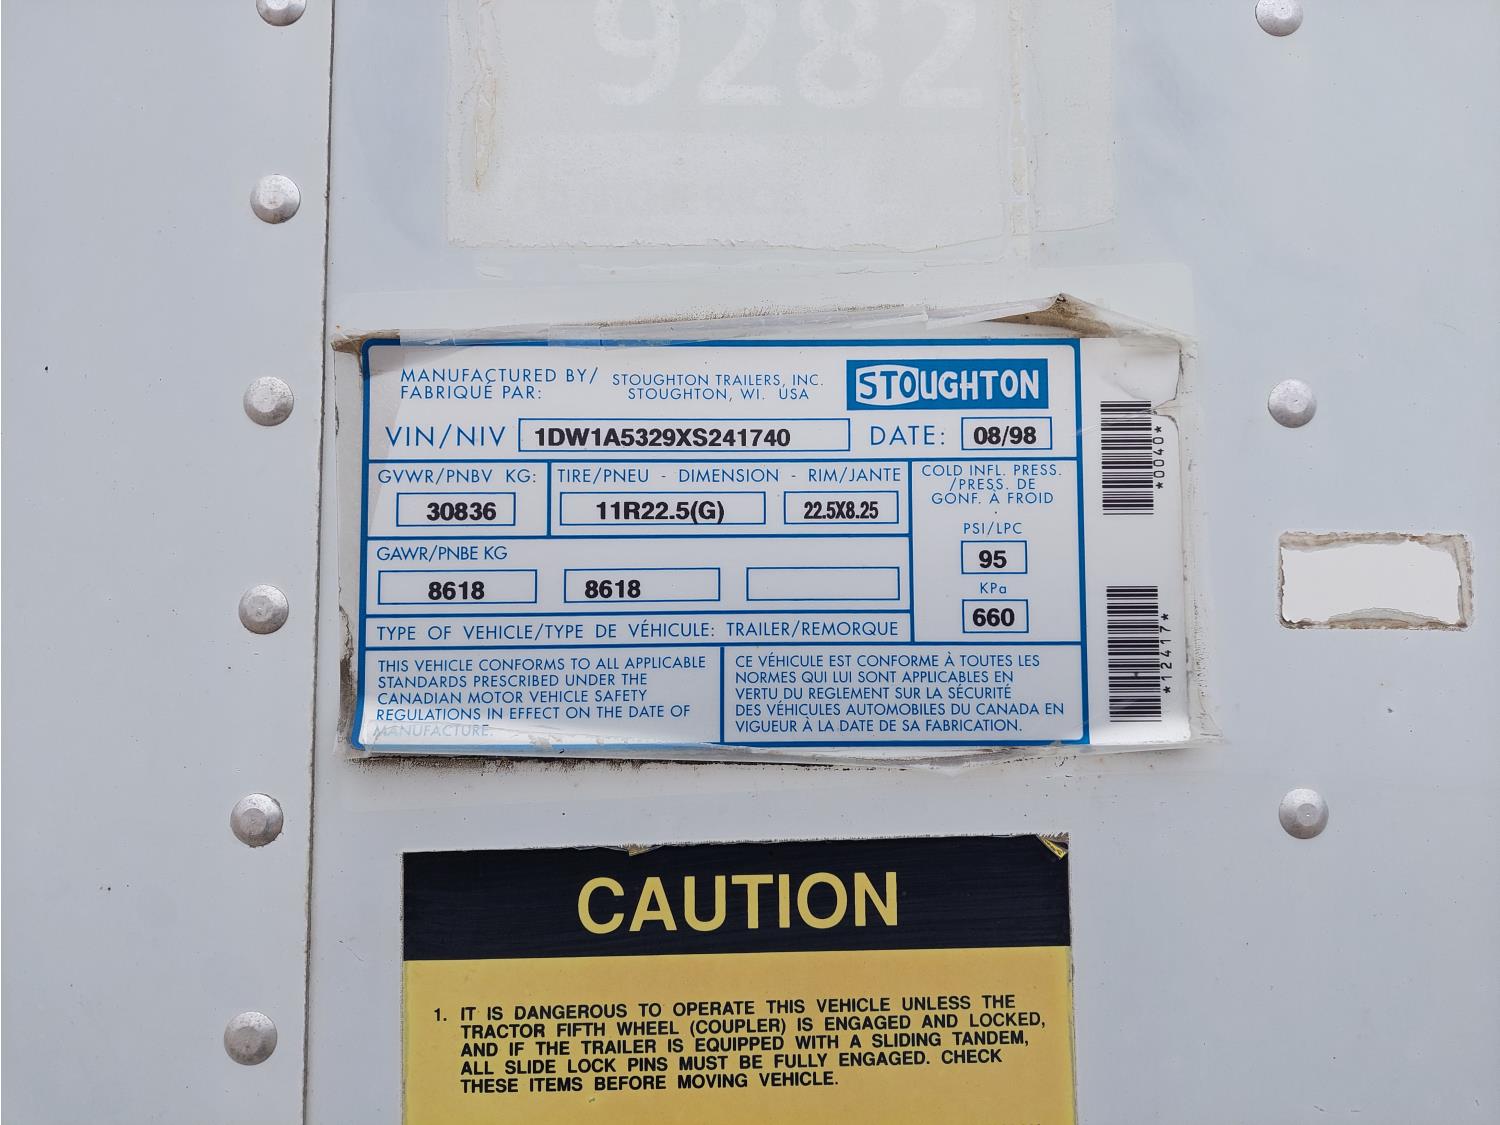 9282
MANUFACTURED BY/
FABRIQUÉ PAR:
STOUGHTON TRAILERS, INC.
STOUGHTON, WI. USA
STOUGHTON
VIN/NIV 1DW1A5329XS241740 DATE: 08/98
GVWR/PNBV KG:
30836
TIRE/PNEU - DIMENSION - RIM/JANTE
11R22.5(G) 22.5X8.25
COLD INFL. PRESS.
/PRESS. DE
GONF. À FROID
PSI/LPC
95
KPa
660
GAWR/PNBE KG
8618 8618
TYPE OF VEHICLE/TYPE DE VÉHICULE: TRAILER/REMORQUE
THIS VEHICLE CONFORMS TO ALL APPLICABLE
STANDARDS PRESCRIBED UNDER THE
CANADIAN MOTOR VEHICLE SAFETY
REGULATIONS IN EFFECT ON THE DATE OF
MANUFACTURE.
CE VÉHICULE EST CONFORME À TOUTES LES
NORMES QUI LUI SONT APPLICABLES EN
VERTU DU REGLEMENT SUR LA SÉCURITÉ
DES VÉHICULES AUTOMOBILES DU CANADA EN
VIGUEUR À LA DATE DE SA FABRICATION.
*0040*
*12417*
CAUTION
1. IT IS DANGEROUS TO OPERATE THIS VEHICLE UNLESS THE
TRACTOR FIFTH WHEEL (COUPLER) IS ENGAGED AND LOCKED,
AND IF THE TRAILER IS EQUIPPED WITH A SLIDING TANDEM,
ALL SLIDE LOCK PINS MUST BE FULLY ENGAGED. CHECK
THESE ITEMS BEFORE MOVING VEHICLE.